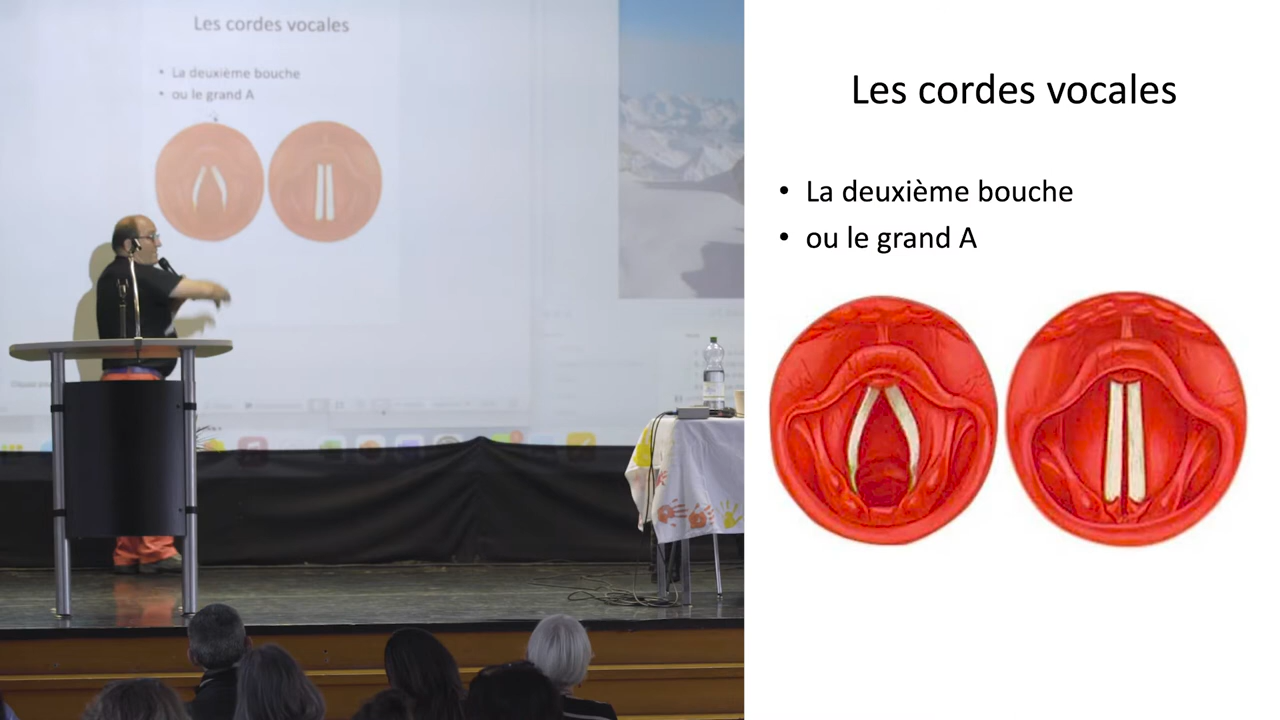 Les cordes vocales
• La deuxième bouche
• ou le grand A
Les cordes vocales
• La deuxième bouche
• ou le grand A